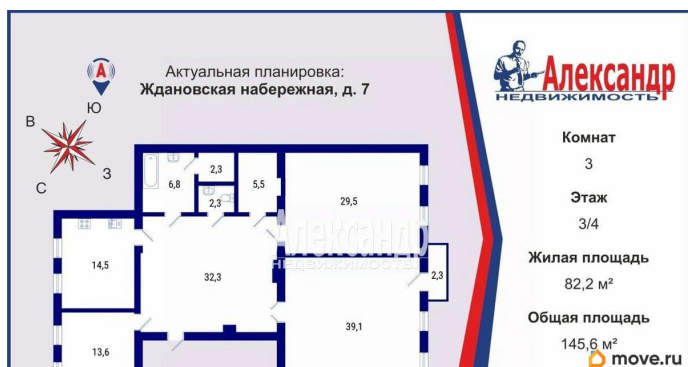 Актуальная планировка:
Ждановская набережная, д. 7
А
Ю
В
З
С
6,8
2,3
2,3
5,5
29,5
14,5
32,3
2,3
39,1
13,6
Александр
НЕДВИЖИМОСТЬ
Александр
НЕДВИЖИМОСТЬ
Комнат
3
Этаж
3/4
Жилая площадь
82,2 м²
Общая площадь
145,6 м²
move.ru